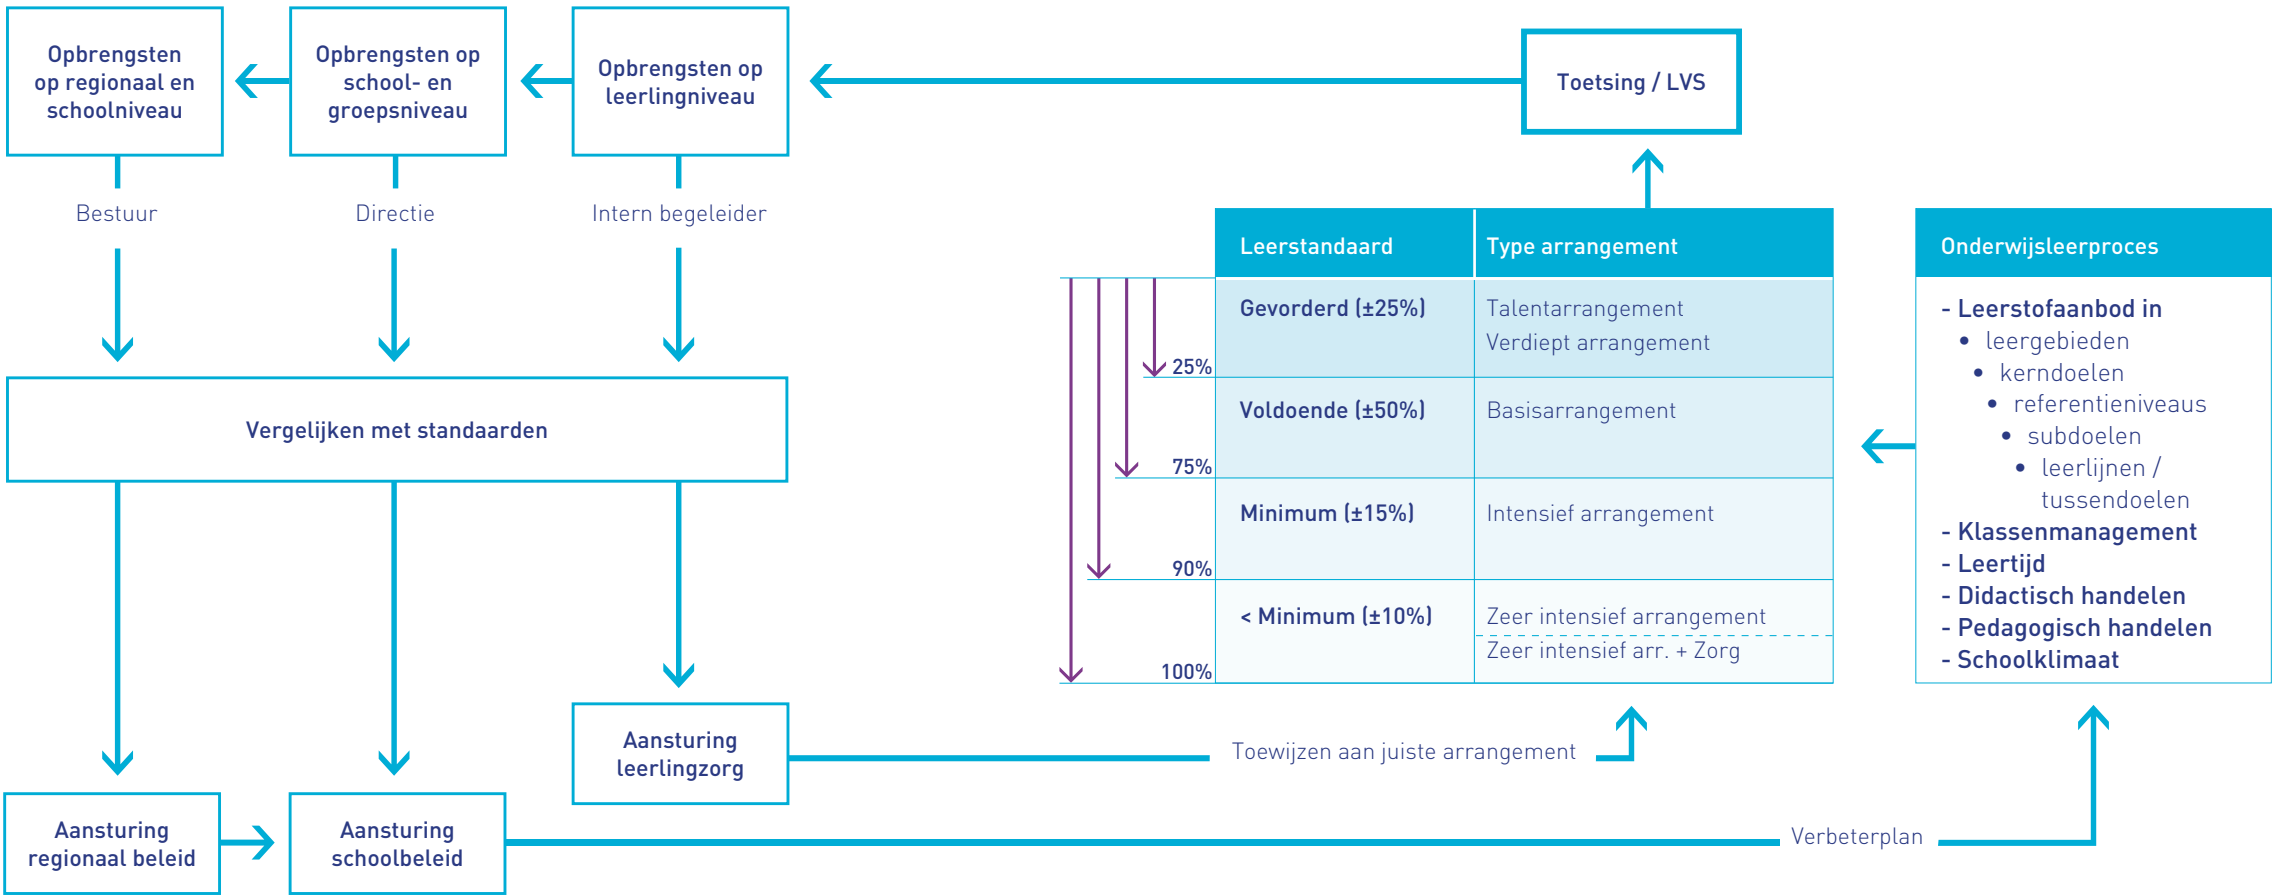 Opbrengsten
op regionaal en
schoolniveau
Opbrengsten op
school- en
groepsniveau
Opbrengsten op
leerlingniveau
Toetsing / LVS
Bestuur
Directie
Intern begeleider
Vergelijken met standaarden
Leerstandaard
Type arrangement
Gevorderd (±25%)
Talentarrangement
Verdiept arrangement
25%
Voldoende (±50%)
Basisarrangement
75%
Minimum (±15%)
Intensief arrangement
90%
< Minimum (±10%)
Zeer intensief arrangement
Zeer intensief arr. + Zorg
100%
Onderwijsleerproces
- Leerstofaanbod in
• leergebieden
• kerndoelen
• referentieniveaus
• subdoelen
• leerlijnen /
tussendoelen
- Klassenmanagement
- Leertijd
- Didactisch handelen
- Pedagogisch handelen
- Schoolklimaat
Aansturing
leerlingzorg
Toewijzen aan juiste arrangement
Aansturing
regionaal beleid
Aansturing
schoolbeleid
Verbeterplan